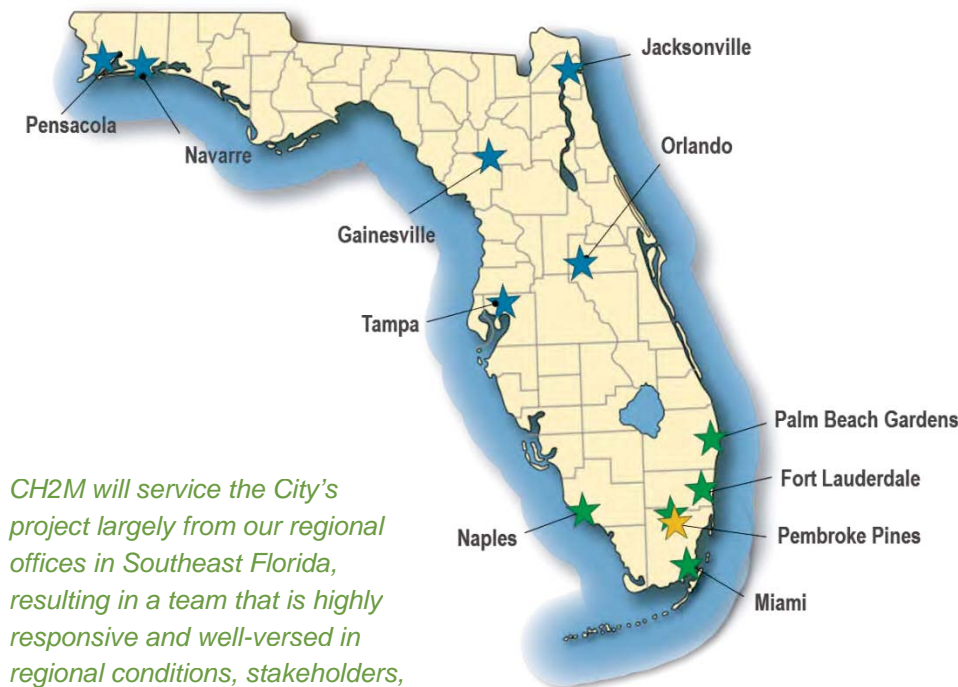 Jacksonville
Pensacola
Navarre
Orlando
Gainesville
Tampa
Palm Beach Gardens
Fort Lauderdale
Naples
Pembroke Pines
Miami
CH2M will service the City's
project largely from our regional
offices in Southeast Florida,
resulting in a team that is highly
responsive and well-versed in
regional conditions, stakeholders,